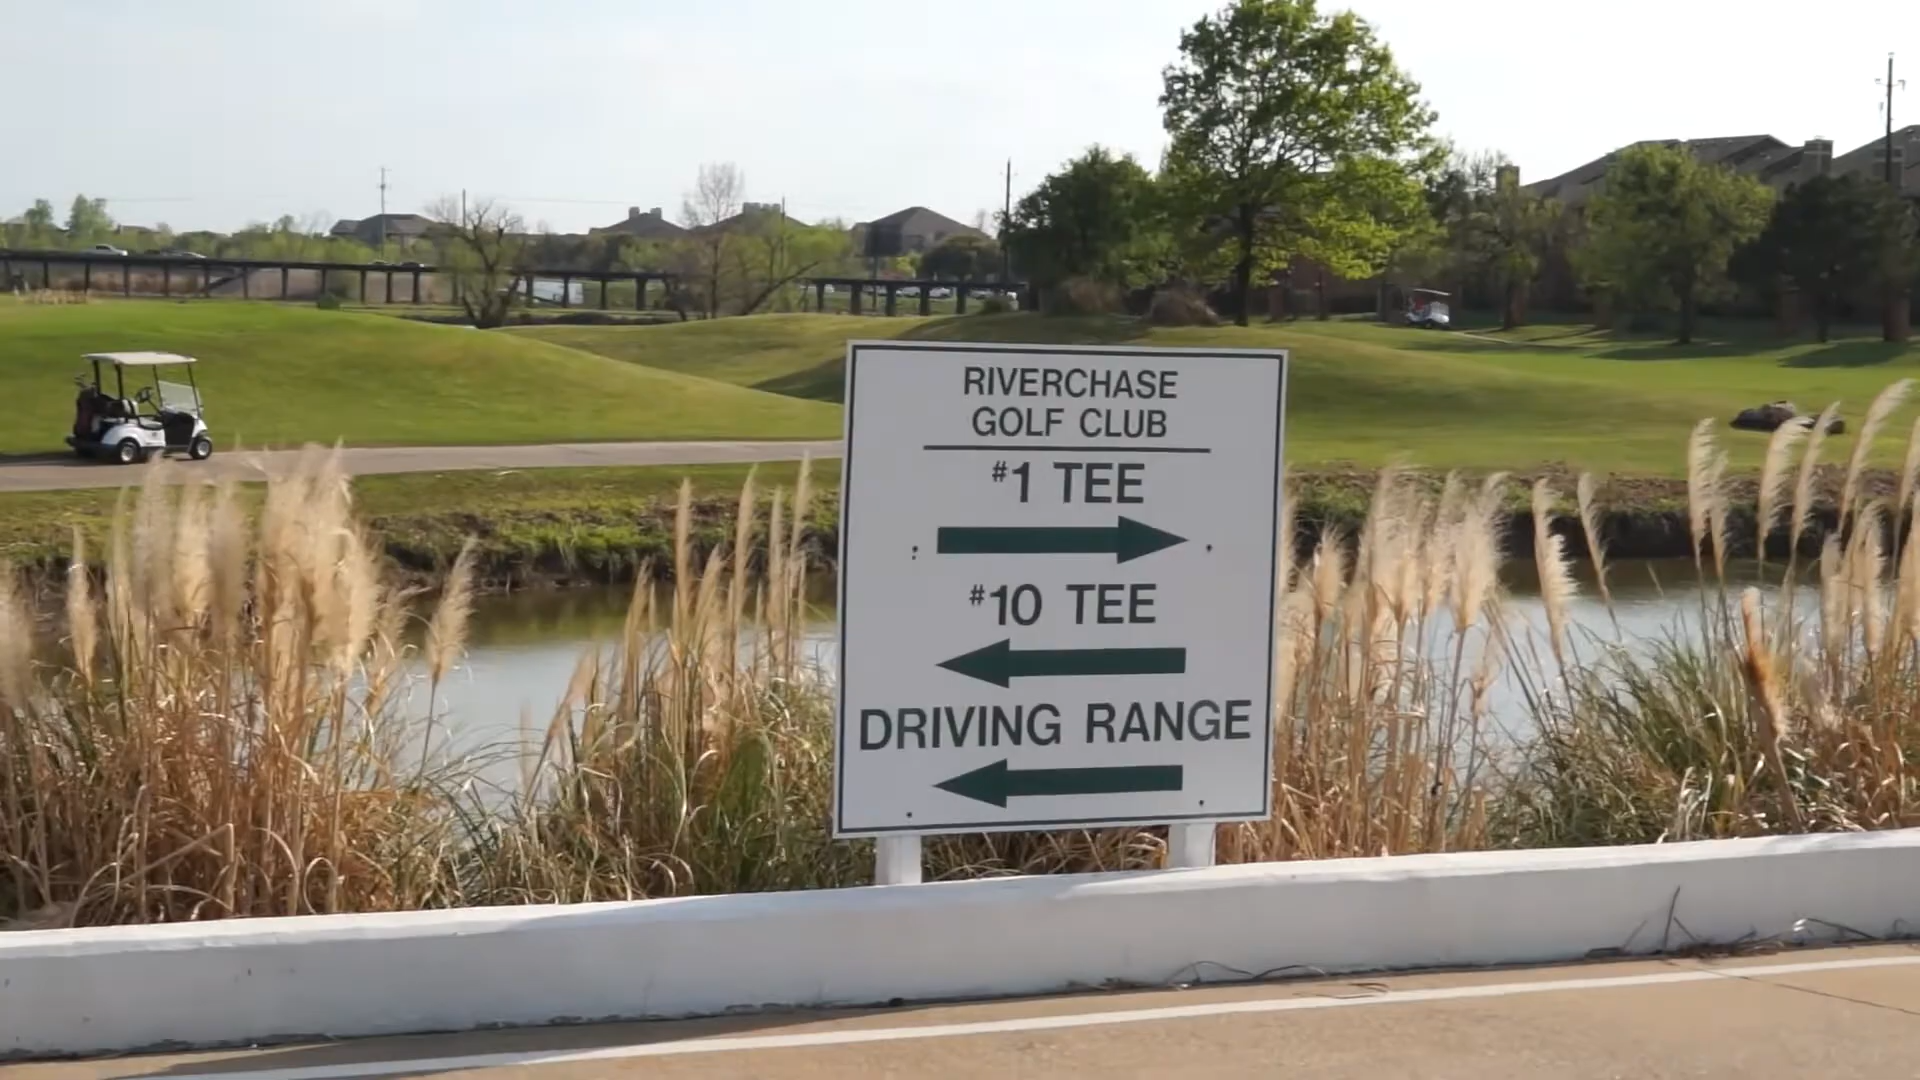 RIVERCHASE
GOLF CLUB
#1 TEE
#10 TEE
DRIVING RANGE